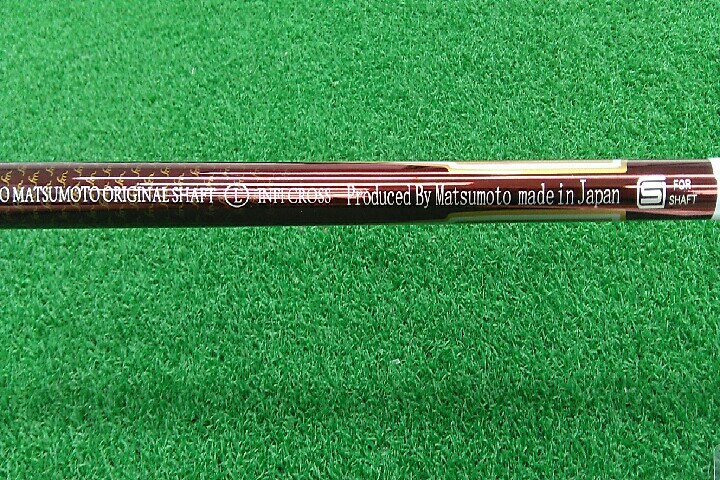 O MATSUMOTO ORIGINAL SHAFT L INFI CROSS Produced By Matsumoto made in Japan S FOR
SHAFT